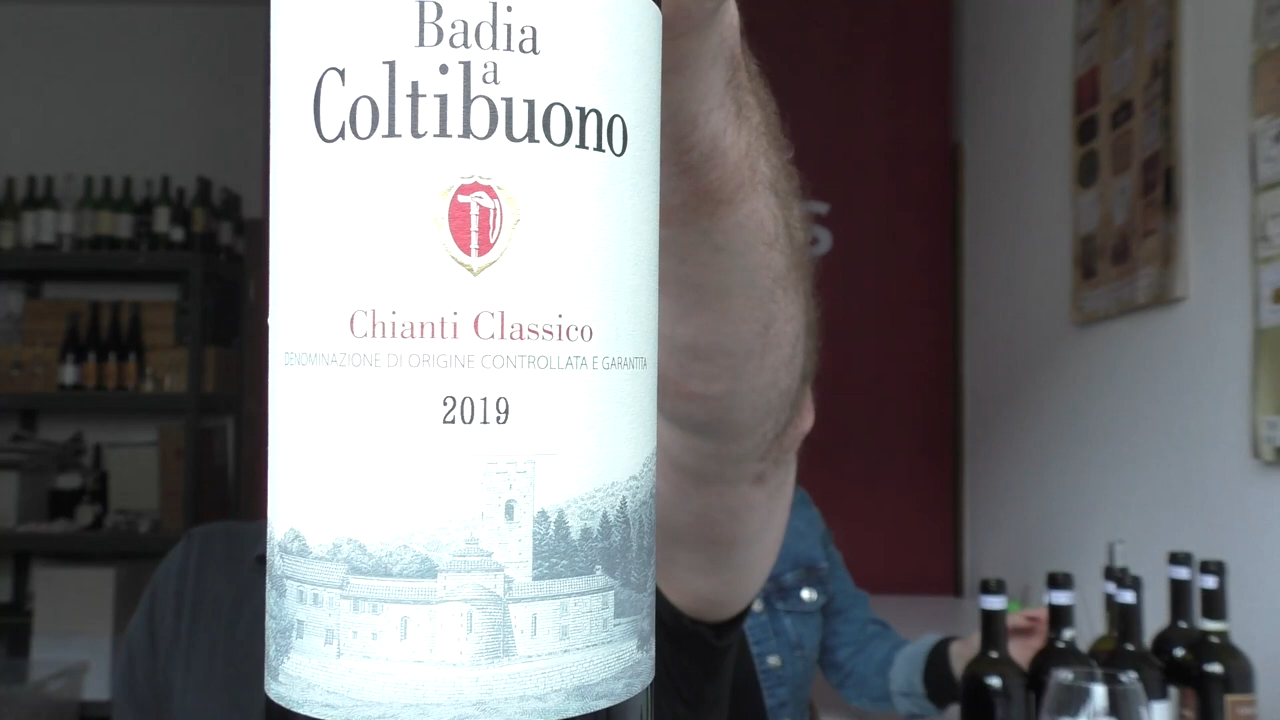 Badia
a
Coltibuono
Chianti Classico
DENOMINAZIONE DI ORIGINE CONTROLLATA E GARANTITA
2019
S